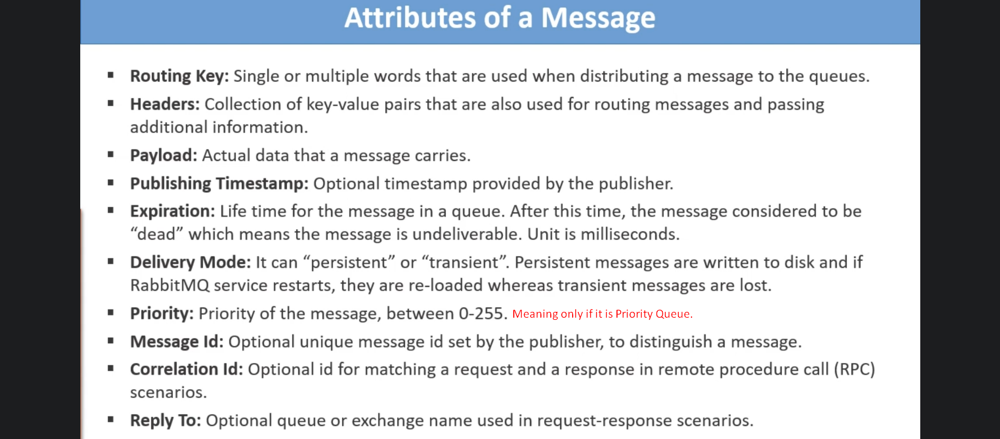 Attributes of a Message
▪ Routing Key: Single or multiple words that are used when distributing a message to the queues.
▪ Headers: Collection of key-value pairs that are also used for routing messages and passing
additional information.
▪ Payload: Actual data that a message carries.
▪ Publishing Timestamp: Optional timestamp provided by the publisher.
▪ Expiration: Life time for the message in a queue. After this time, the message considered to be
“dead” which means the message is undeliverable. Unit is milliseconds.
▪ Delivery Mode: It can “persistent” or “transient”. Persistent messages are written to disk and if
RabbitMQ service restarts, they are re-loaded whereas transient messages are lost.
▪ Priority: Priority of the message, between 0-255. Meaning only if it is Priority Queue.
▪ Message Id: Optional unique message id set by the publisher, to distinguish a message.
▪ Correlation Id: Optional id for matching a request and a response in remote procedure call (RPC)
scenarios.
▪ Reply To: Optional queue or exchange name used in request-response scenarios.